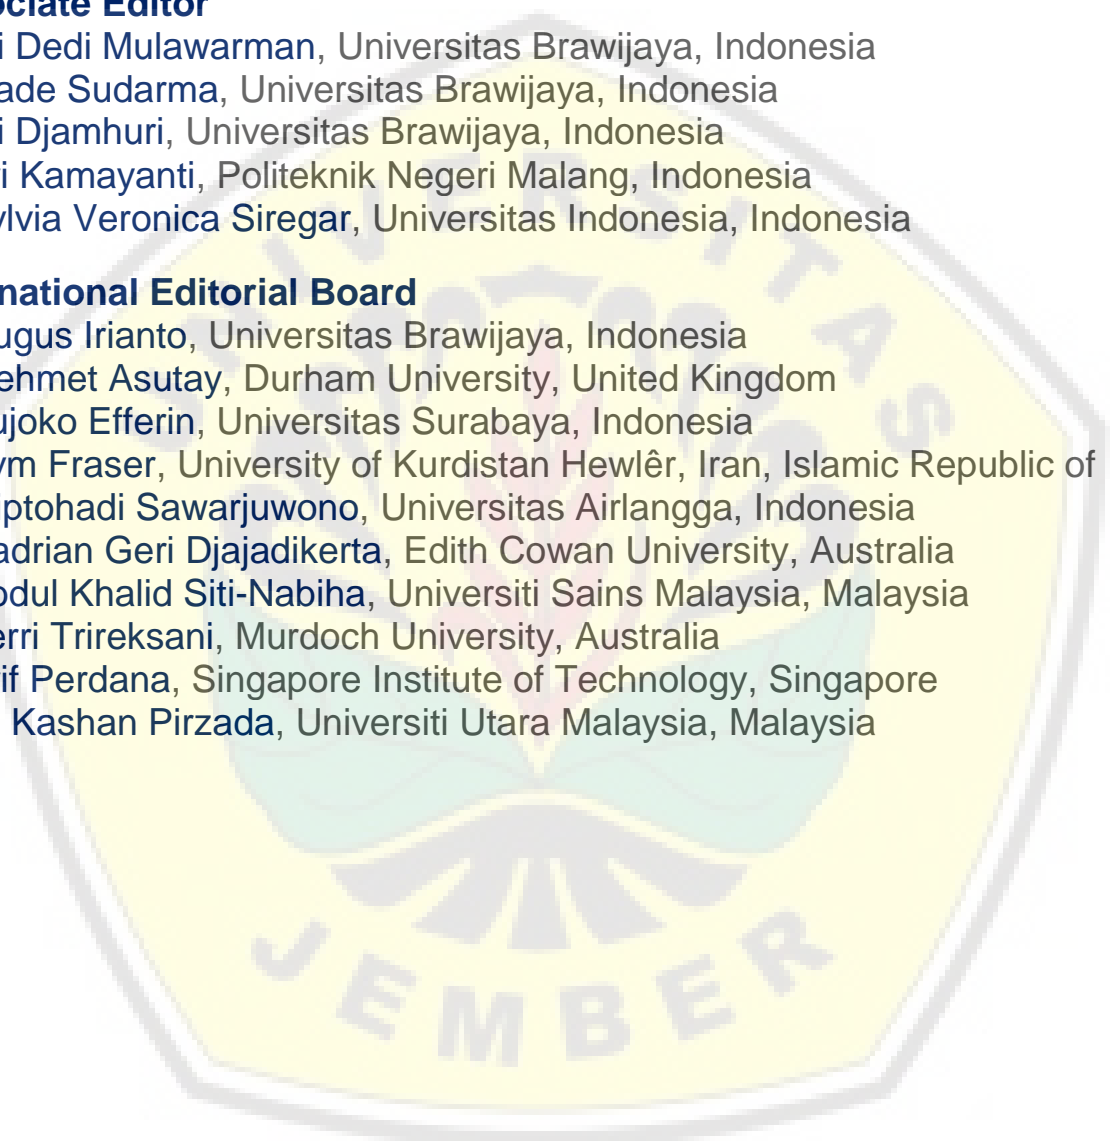 ociate Editor
i Dedi Mulawarman, Universitas Brawijaya, Indonesia
ade Sudarma, Universitas Brawijaya, Indonesia
i Djamhuri, Universitas Brawijaya, Indonesia
i Kamayanti, Politeknik Negeri Malang, Indonesia
ylvia Veronica Siregar, Universitas Indonesia, Indonesia
national Editorial Board
ugus Irianto, Universitas Brawijaya, Indonesia
ehmet Asutay, Durham University, United Kingdom
ujoko Efferin, Universitas Surabaya, Indonesia
ym Fraser, University of Kurdistan Hewlêr, Iran, Islamic Republic of
iptohadi Sawarjuwono, Universitas Airlangga, Indonesia
adrian Geri Djajadikerta, Edith Cowan University, Australia
bdul Khalid Siti-Nabiha, Universiti Sains Malaysia, Malaysia
erri Trireksani, Murdoch University, Australia
if Perdana, Singapore Institute of Technology, Singapore
Kashan Pirzada, Universiti Utara Malaysia, Malaysia
UNIVERSITAS
JEMBER